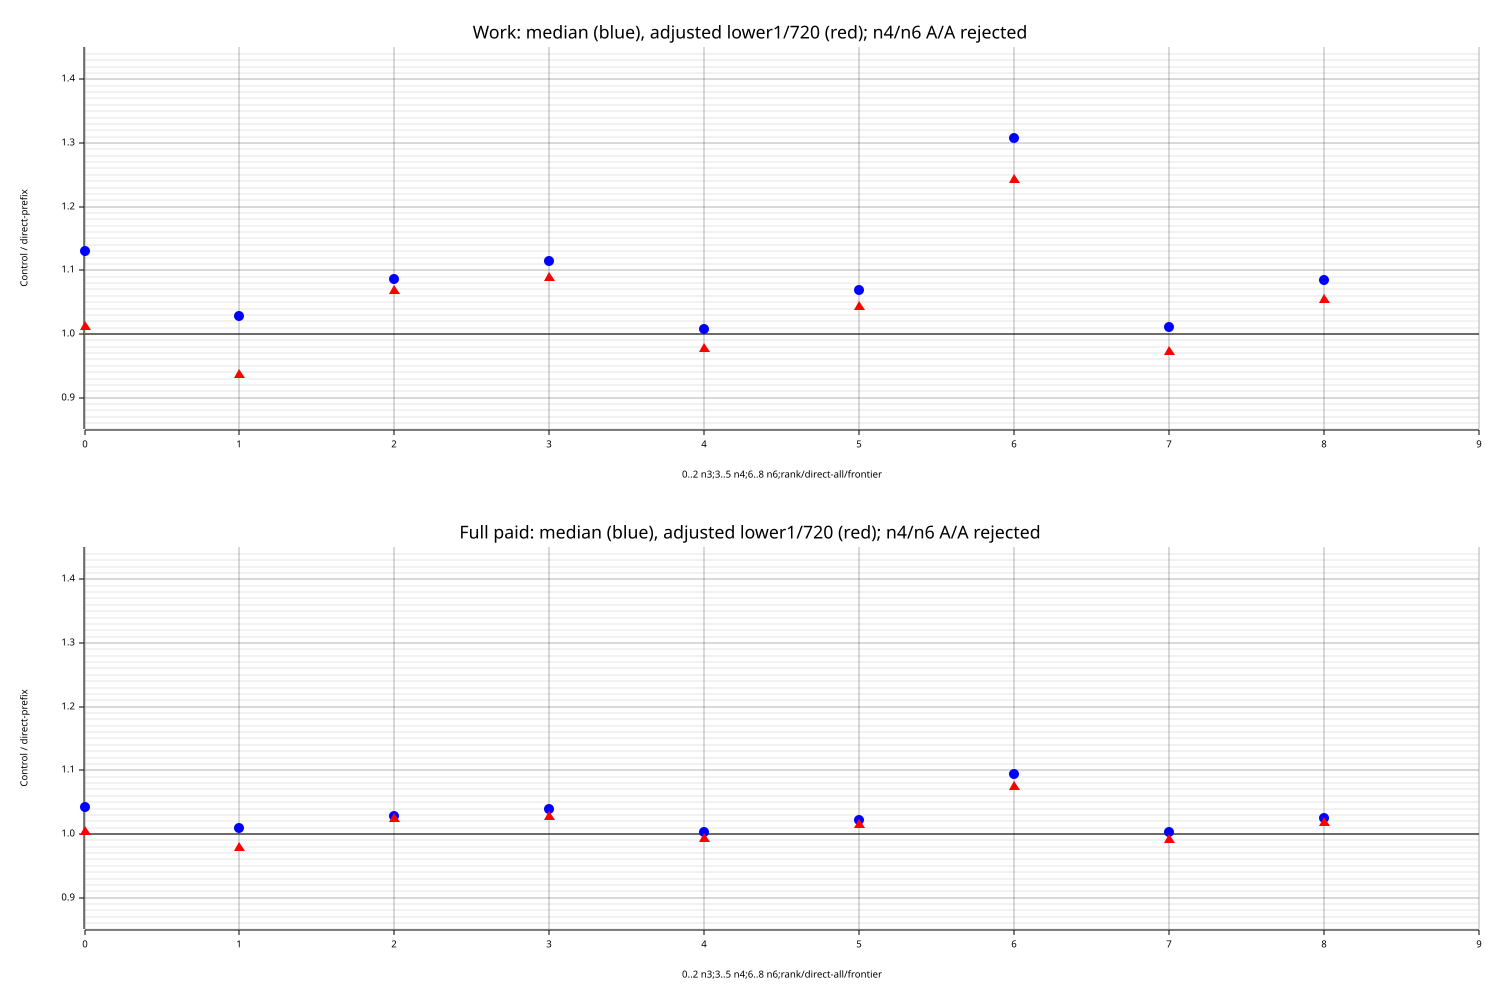 Work: median (blue), adjusted lower1/720 (red); n4/n6 A/A rejected
1.4
1.3
1.2
1.1
1.0
0.9
Control / direct-prefix
0 1 2 3 4 5 6 7 8 9
0..2 n3;3..5 n4;6..8 n6;rank/direct-all/frontier
Full paid: median (blue), adjusted lower1/720 (red); n4/n6 A/A rejected
1.4
1.3
1.2
1.1
1.0
0.9
Control / direct-prefix
0 1 2 3 4 5 6 7 8 9
0..2 n3;3..5 n4;6..8 n6;rank/direct-all/frontier